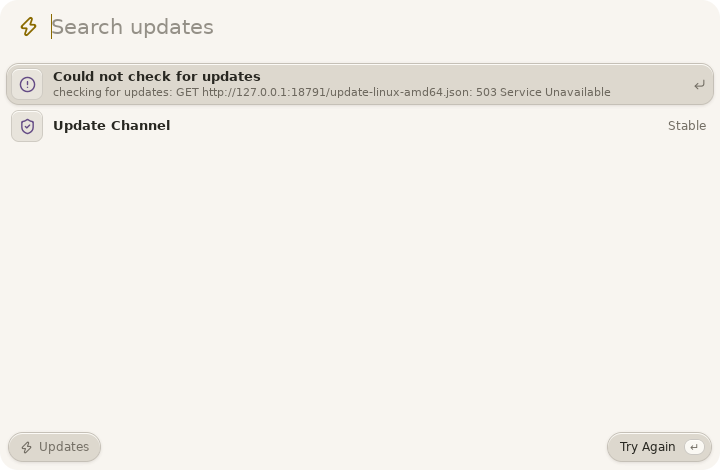 Search updates
Could not check for updates
checking for updates: GET http://127.0.0.1:18791/update-linux-amd64.json: 503 Service Unavailable
Update Channel
Stable
Updates
Try Again